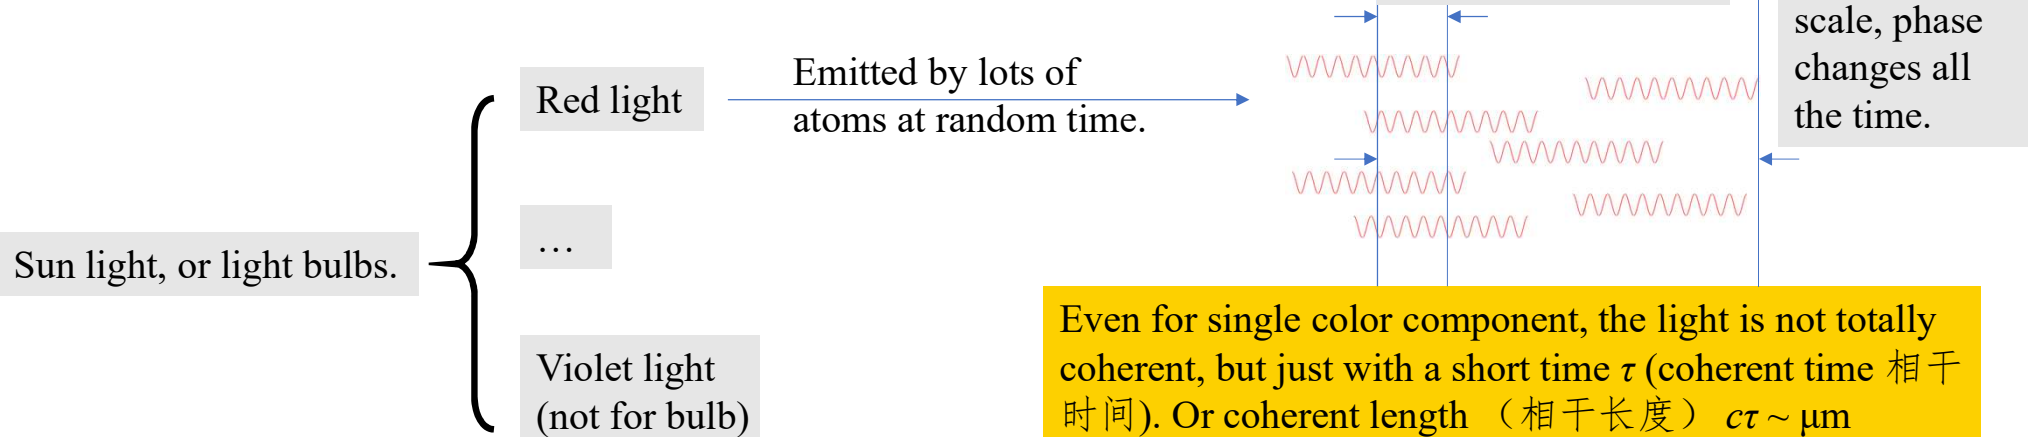 scale, phase
changes all
the time.
Red light
Emitted by lots of
atoms at random time.
…
Sun light, or light bulbs.
Violet light
(not for bulb)
Even for single color component, the light is not totally
coherent, but just with a short time τ (coherent time 相干
时间). Or coherent length （相干长度） cτ ~ μm